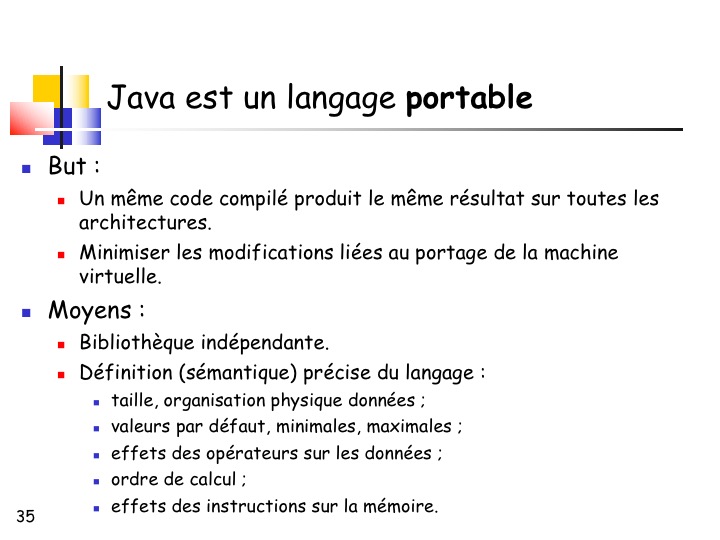 Java est un langage portable
But :
Un même code compilé produit le même résultat sur toutes les
architectures.
Minimiser les modifications liées au portage de la machine
virtuelle.
Moyens :
Bibliothèque indépendante.
Définition (sémantique) précise du langage :
taille, organisation physique données ;
valeurs par défaut, minimales, maximales ;
effets des opérateurs sur les données ;
ordre de calcul ;
effets des instructions sur la mémoire.
35